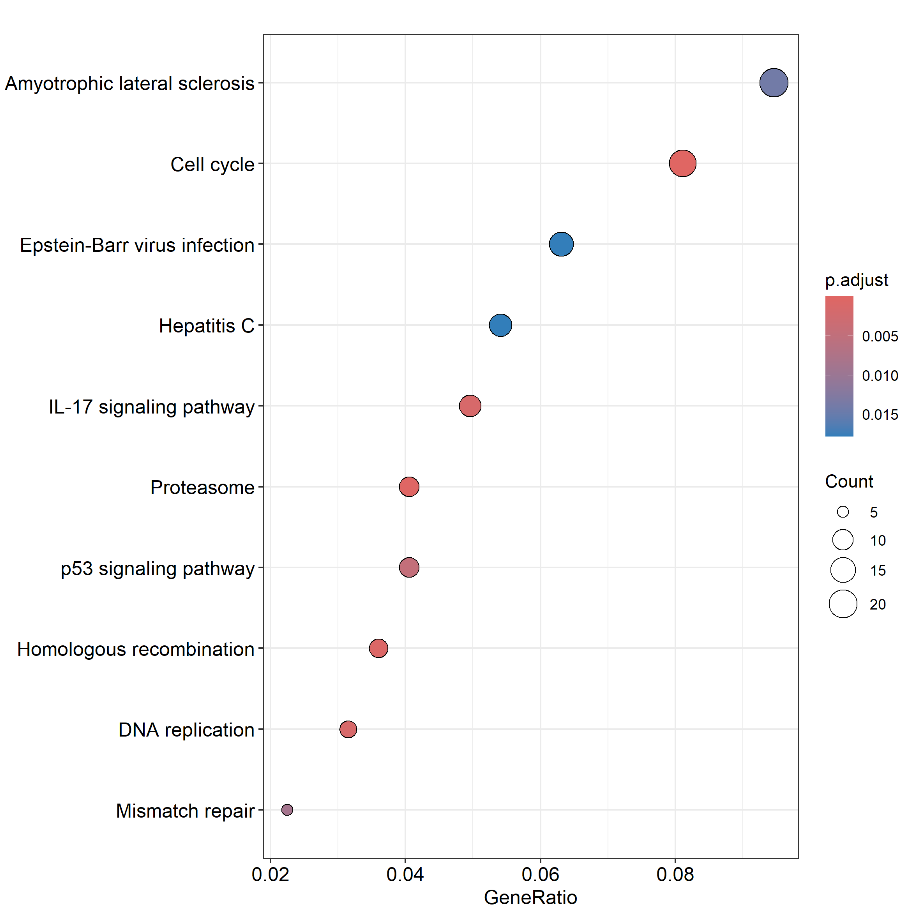 Amyotrophic lateral sclerosis
Cell cycle
Epstein-Barr virus infection
Hepatitis C
IL-17 signaling pathway
Proteasome
p53 signaling pathway
Homologous recombination
DNA replication
Mismatch repair
0.02 0.04 0.06 0.08
GeneRatio
p.adjust
0.005
0.010
0.015
Count
5
10
15
20